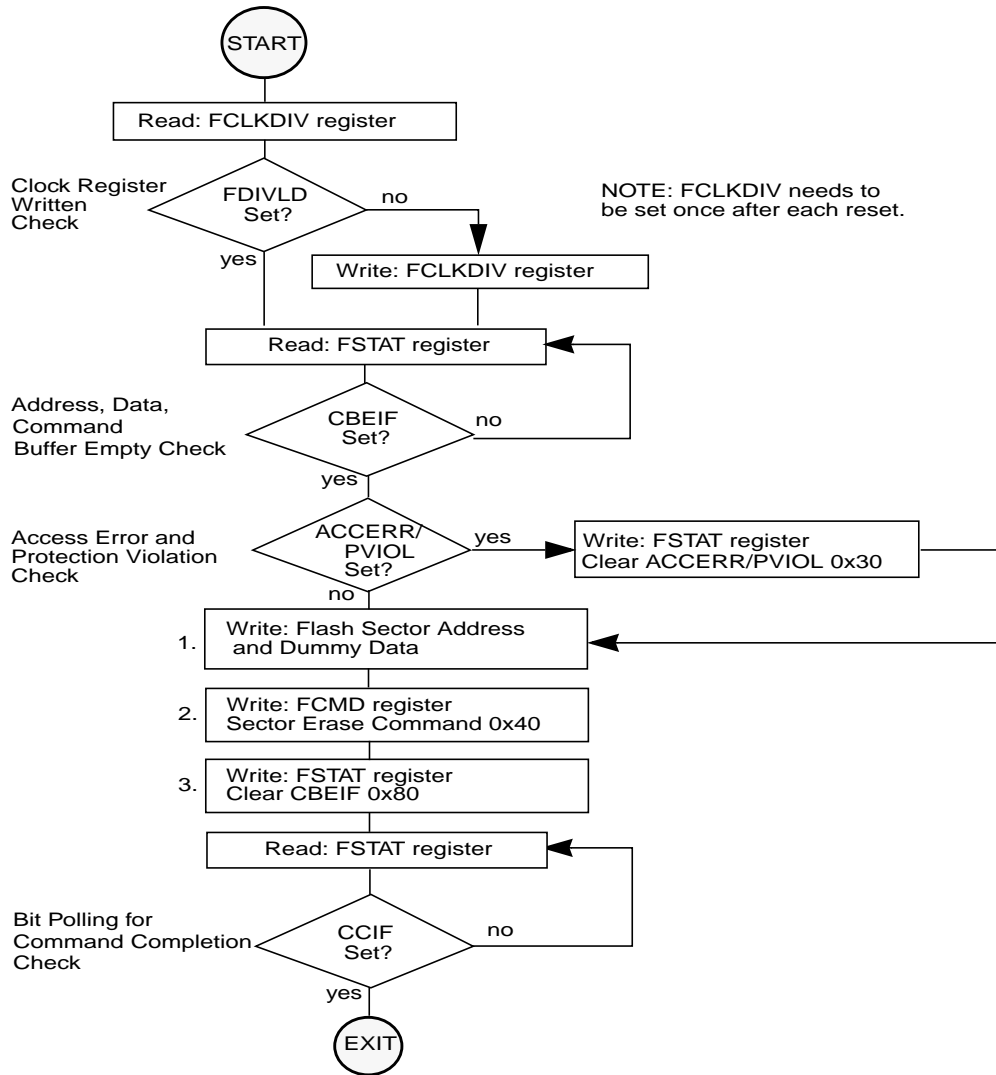 START
Read: FCLKDIV register
Clock Register
Written
Check
FDIVLD
Set?
no
yes
NOTE: FCLKDIV needs to
be set once after each reset.
Write: FCLKDIV register
Read: FSTAT register
Address, Data,
Command
Buffer Empty Check
CBEIF
Set?
no
yes
Access Error and
Protection Violation
Check
ACCERR/
PVIOL
Set?
yes
no
Write: FSTAT register
Clear ACCERR/PVIOL 0x30
1.
Write: Flash Sector Address
and Dummy Data
2.
Write: FCMD register
Sector Erase Command 0x40
3.
Write: FSTAT register
Clear CBEIF 0x80
Read: FSTAT register
Bit Polling for
Command Completion
Check
CCIF
Set?
no
yes
EXIT